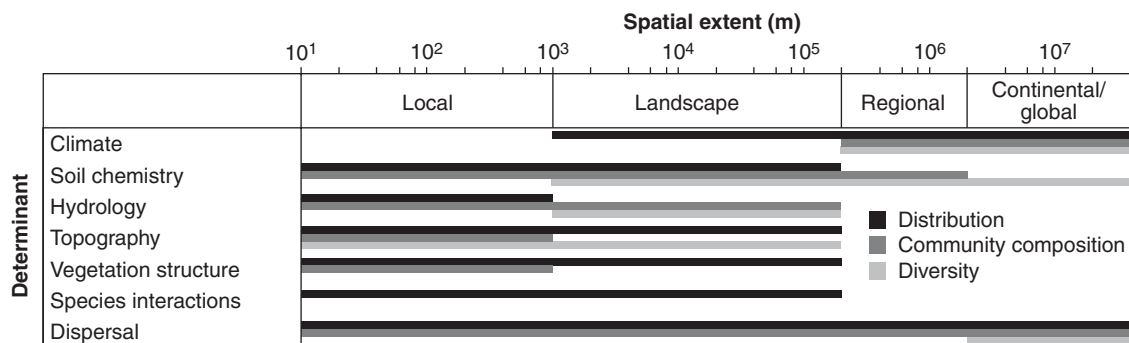 Spatial extent (m)
10¹ 10² 10³ 10⁴ 10⁵ 10⁶ 10⁷
Local Landscape Regional Continental/
global
Determinant
Climate
Soil chemistry
Hydrology
Topography
Vegetation structure
Species interactions
Dispersal
Distribution
Community composition
Diversity